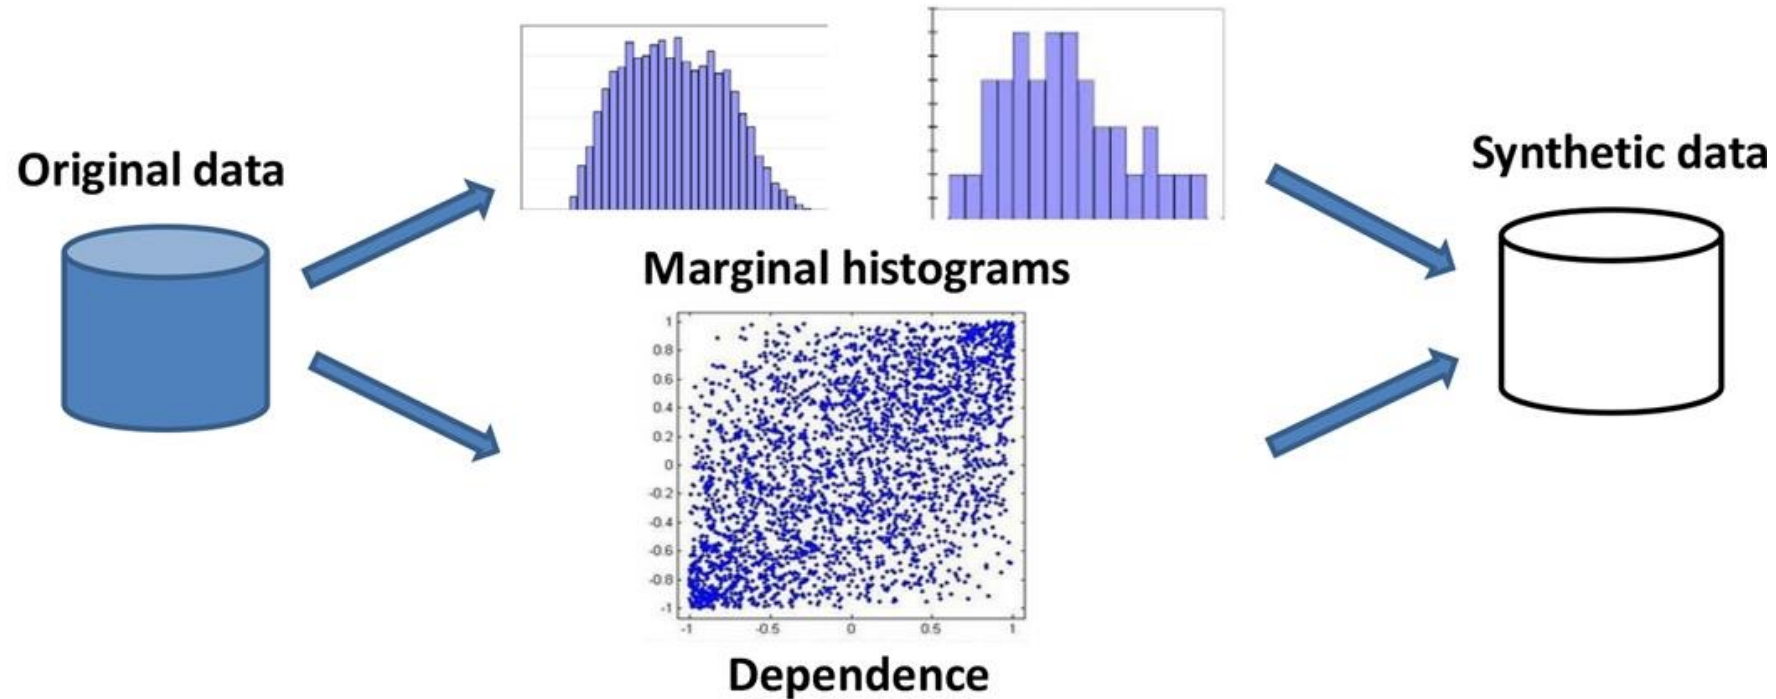 Original data
Synthetic data
Marginal histograms
1
0.8
0.6
0.4
0.2
0
-0.2
-0.4
-0.6
-0.8
-1
-1 -0.5 0 0.5 1
Dependence